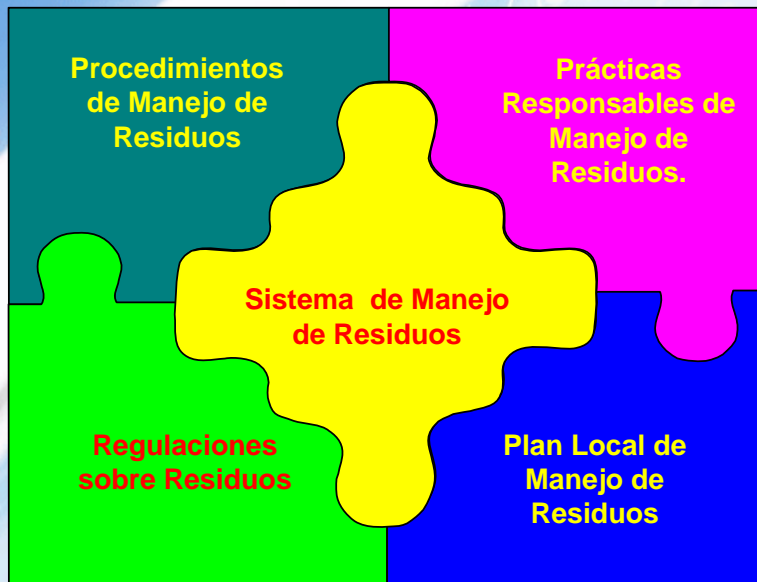 Procedimientos
de Manejo de
Residuos
Prácticas
Responsables de
Manejo de
Residuos.
Sistema de Manejo
de Residuos
Regulaciones
sobre Residuos
Plan Local de
Manejo de
Residuos